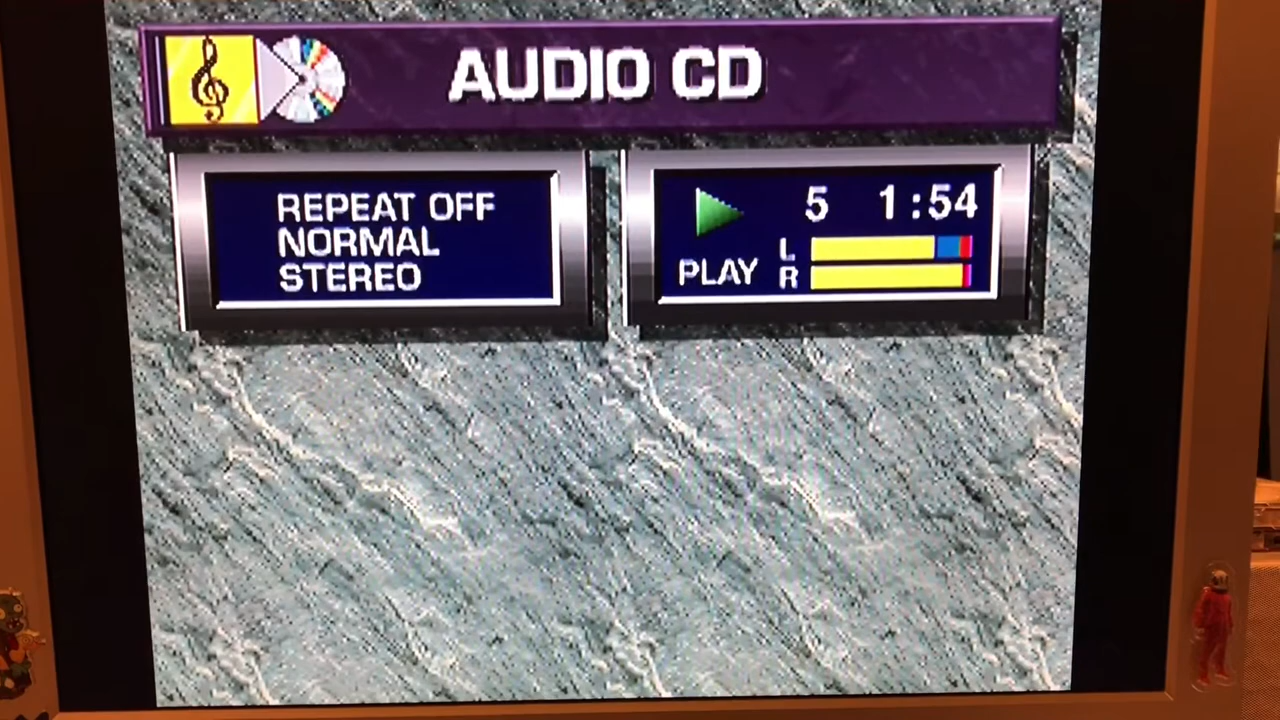 AUDIO CD
REPEAT OFF
NORMAL
STEREO
5 1:54
PLAY
L
R